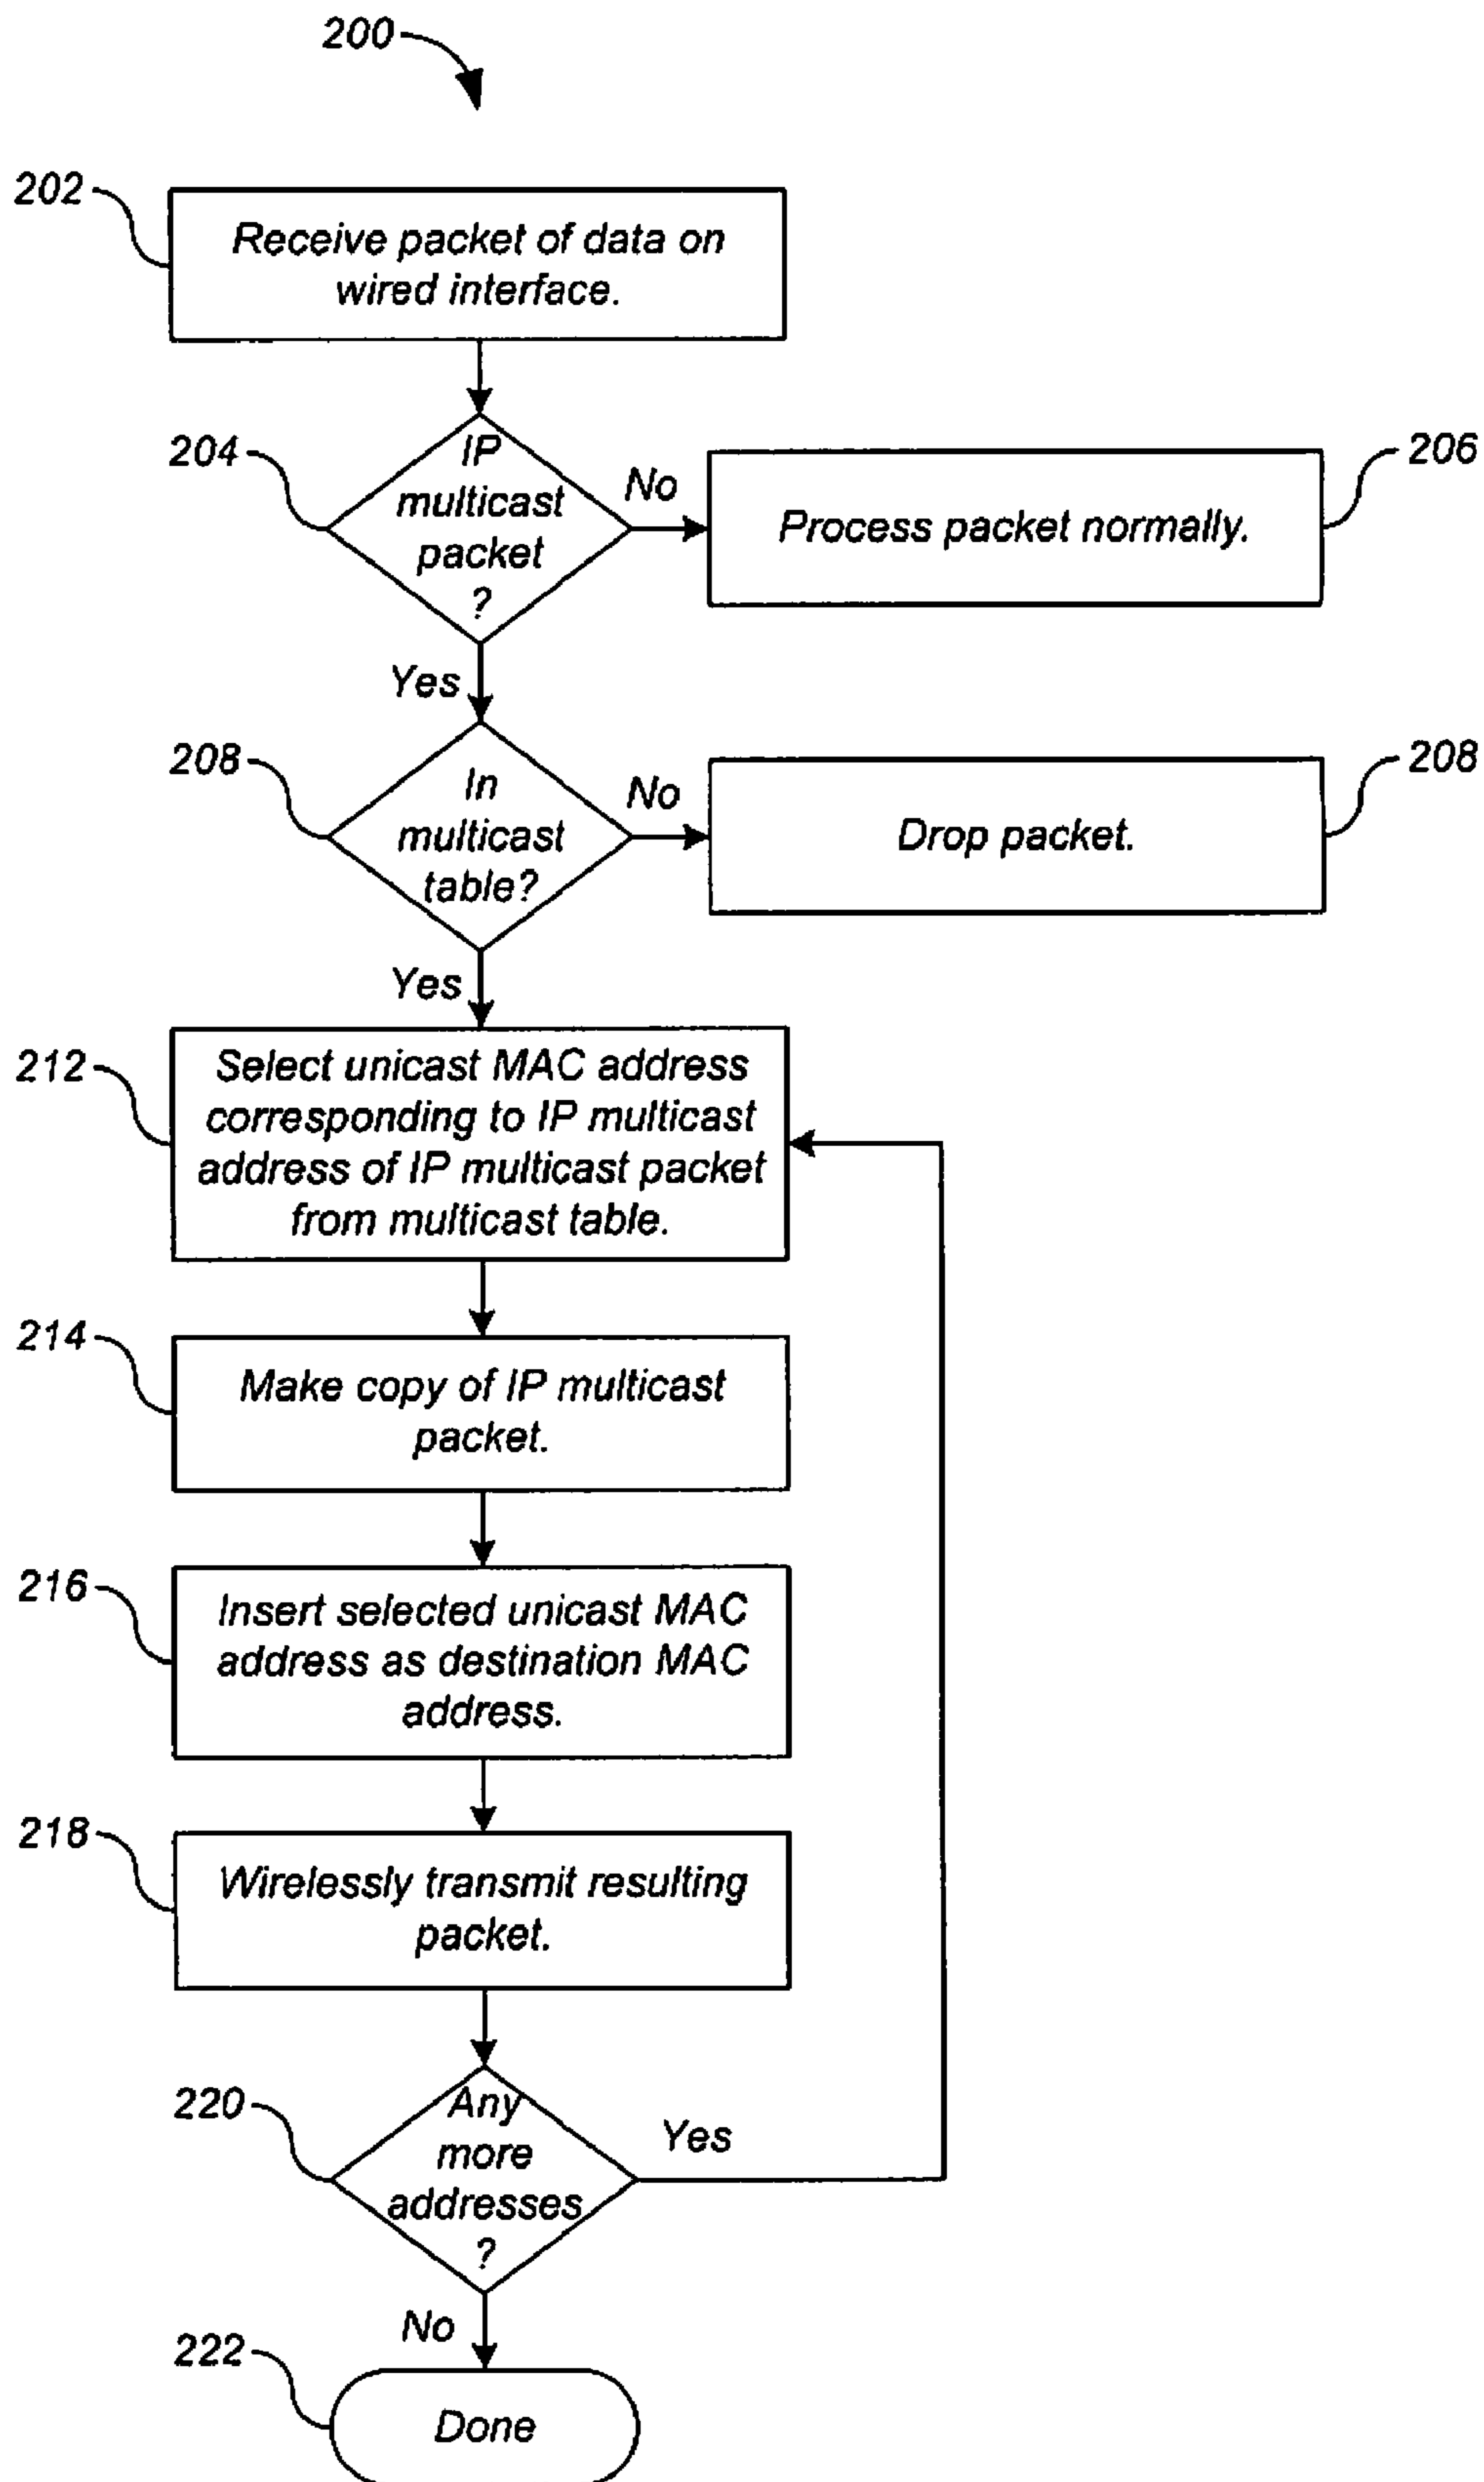 200
202
Receive packet of data on
wired interface.
204
IP
multicast
packet
?
No
Process packet normally.
206
Yes
208
In
multicast
table?
No
Drop packet.
208
Yes
212
Select unicast MAC address
corresponding to IP multicast
address of IP multicast packet
from multicast table.
214
Make copy of IP multicast
packet.
216
Insert selected unicast MAC
address as destination MAC
address.
218
Wirelessly transmit resulting
packet.
220
Any
more
addresses
?
Yes
No
222
Done